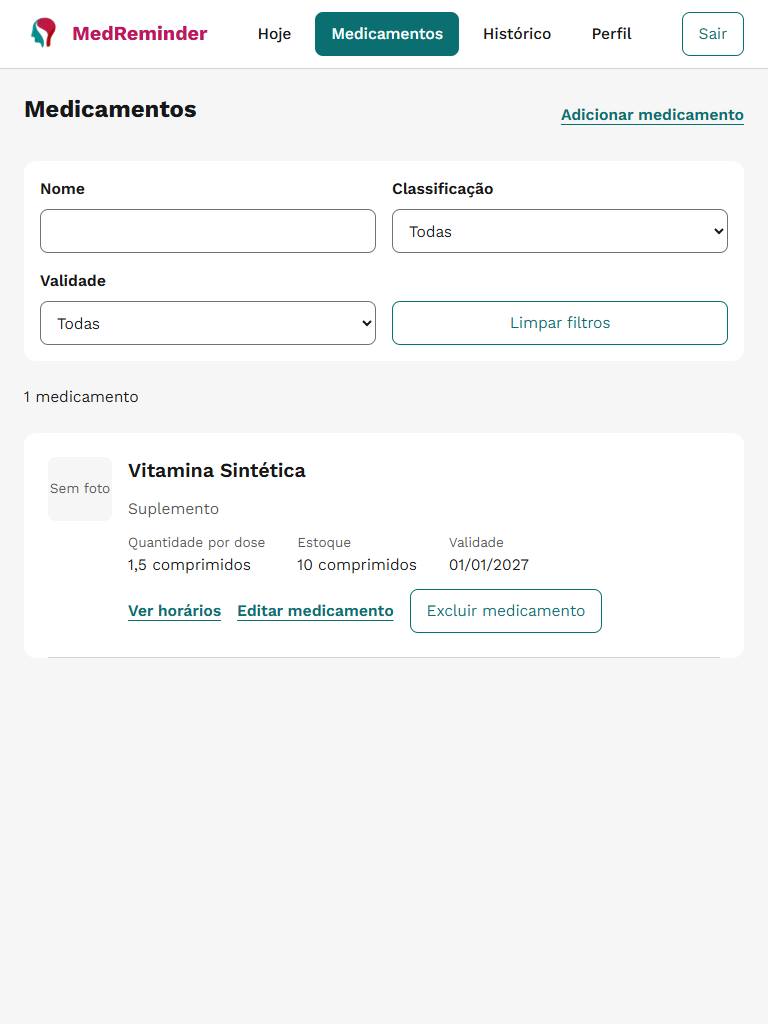 MedReminder
Hoje
Medicamentos
Histórico
Perfil
Sair
Medicamentos
Adicionar medicamento
Nome
Classificação
Todas
Validade
Todas
Limpar filtros
1 medicamento
Sem foto
Vitamina Sintética
Suplemento
Quantidade por dose
1,5 comprimidos
Estoque
10 comprimidos
Validade
01/01/2027
Ver horários
Editar medicamento
Excluir medicamento